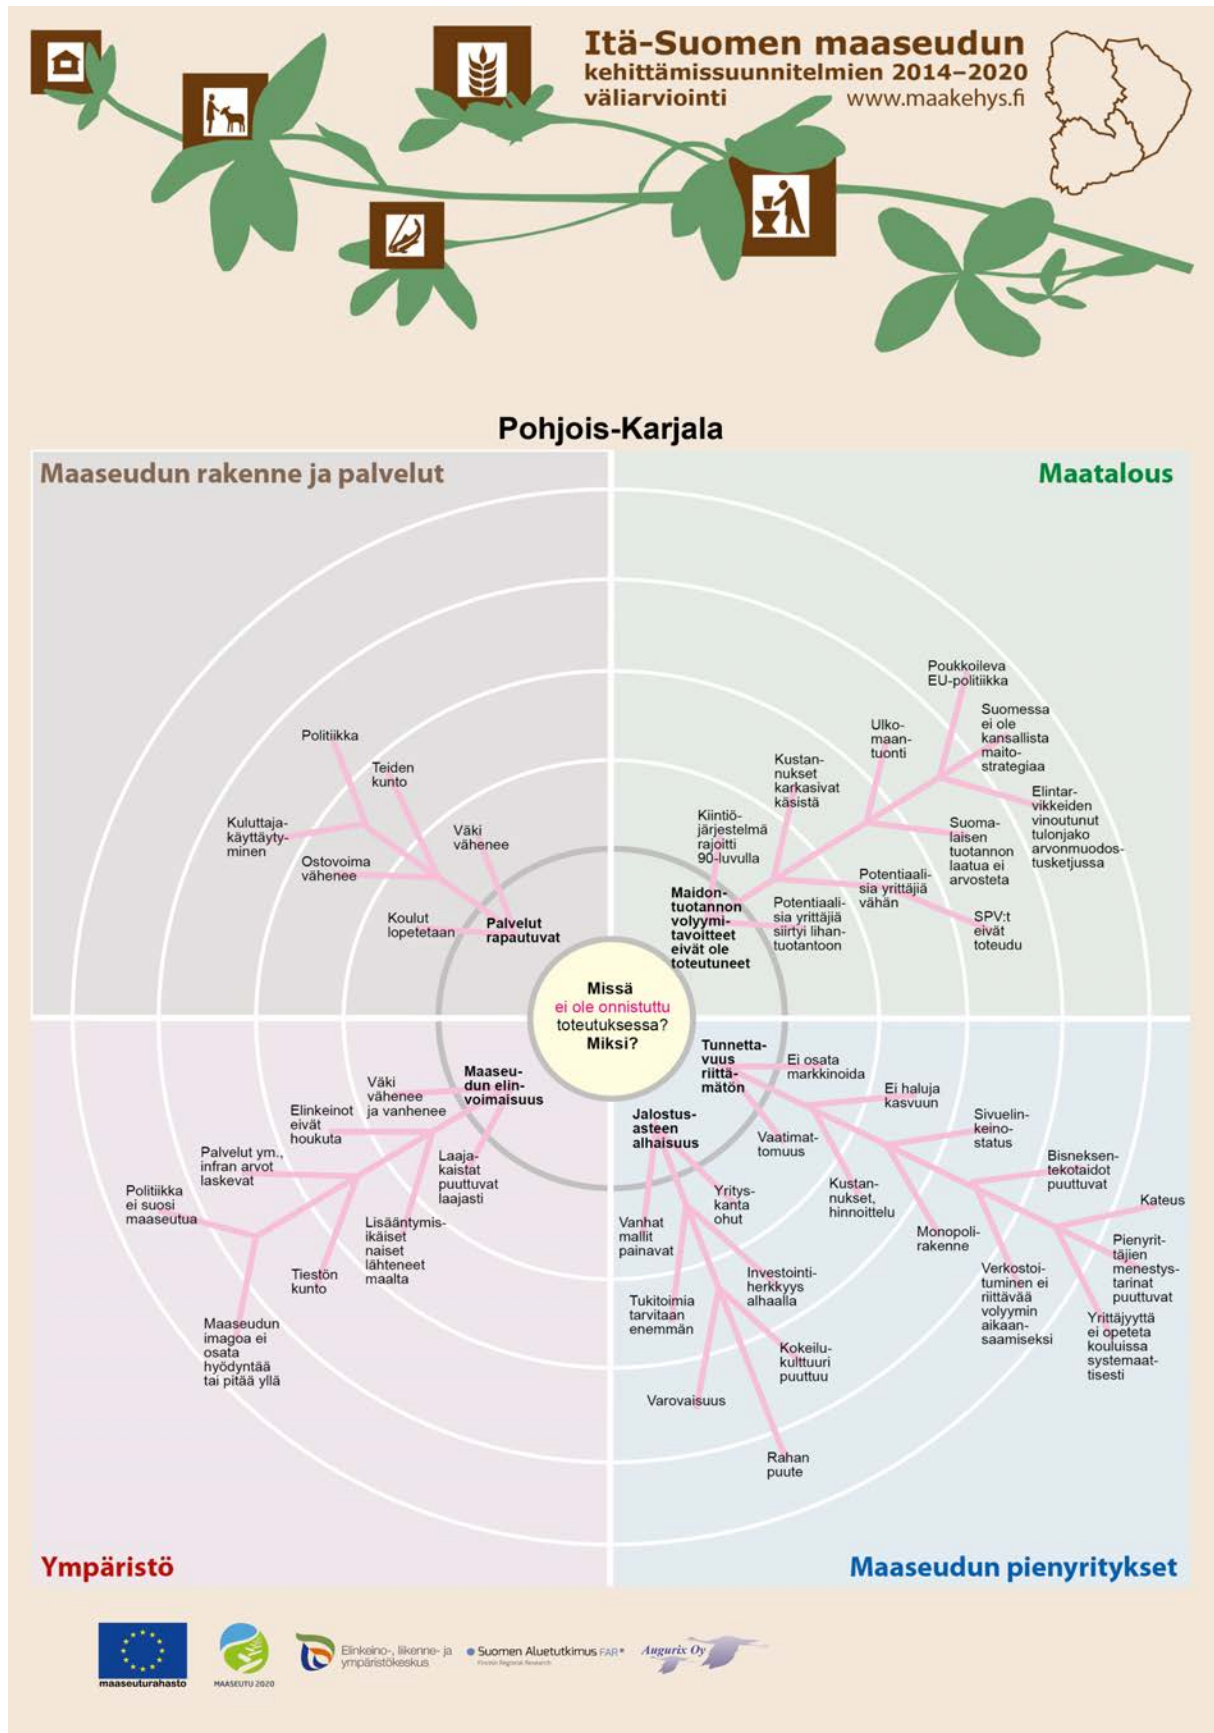 Itä-Suomen maaseudun
kehittämissuunnitelmien 2014–2020
väliarviointi www.maakehys.fi
Pohjois-Karjala
Maaseudun rakenne ja palvelut
Politiikka
Teiden
kunto
Kuluttaja-
käyttäyty-
minen
Väki
vähenee
Ostovoima
vähenee
Koulut
lopetetaan
Palvelut
rapautuvat
Maatalous
Poukkoileva
EU-politiikka
Suomessa
ei ole
kansallista
maito-
strategiaa
Ulko-
maan-
tuonti
Kustan-
nukset
karkasivat
käsistä
Elintar-
vikkeiden
vinoutunut
tulonjako
arvonmuodos-
tusketjussa
Kiintiö-
järjestelmä
rajoitti
90-luvulla
Suoma-
laisen
tuotannon
laatua ei
arvosteta
Potentiaali-
sia yrittäjiä
vähän
Maidon-
tuotannon
volyymi-
tavoitteet
eivät ole
toteutuneet
Potentiaali-
sia yrittäjiä
siirtyi lihan-
tuotantoon
SPV:t
eivät
toteudu
Missä
ei ole onnistuttu
toteutuksessa?
Miksi?
Maaseu-
dun elin-
voimaisuus
Väki
vähenee
ja vanhenee
Elinkeinot
eivät
houkuta
Palvelut ym.,
infran arvot
laskevat
Laaja-
kaistat
puuttuvat
laajasti
Politiikka
ei suosi
maaseutua
Lisääntymis-
ikäiset
naiset
lähteneet
maalta
Tiestön
kunto
Maaseudun
imagoa ei
osata
hyödyntää
tai pitää yllä
Ympäristö
Tunnetta-
vuus
riittä-
mätön
Ei osata
markkinoida
Ei haluja
kasvuun
Jalostus-
asteen
alhaisuus
Sivuelin-
keino-
status
Vaatimat-
tomuus
Bisneksen-
tekotaidot
puuttuvat
Yritys-
kanta
ohut
Kustan-
nukset,
hinnoittelu
Kateus
Vanhat
mallit
painavat
Monopoli-
rakenne
Pienyrit-
täjien
menestys-
tarinat
puuttuvat
Investointi-
herkkyys
alhaalla
Verkostoi-
tuminen ei
riittävää
volyymin
aikaan-
saamiseksi
Tukitoimia
tarvitaan
enemmän
Yrittäjyyttä
ei opeteta
kouluissa
systemaat-
tisesti
Kokeilu-
kulttuuri
puuttuu
Varovaisuus
Rahan
puute
Maaseudun pienyritykset
maaseuturahasto
MAASEUTU 2020
Elinkeino-, liikenne- ja
ympäristökeskus
Suomen Aluetutkimus FAR
Finnish Regional Research
Augurix Oy